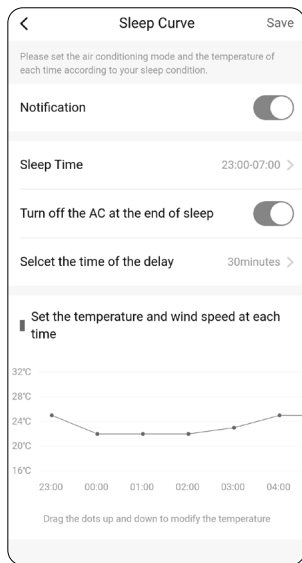 Sleep Curve Save
Please set the air conditioning mode and the temperature of
each time according to your sleep condition.
Notification
Sleep Time 23:00-07:00
Turn off the AC at the end of sleep
Selcet the time of the delay 30minutes
Set the temperature and wind speed at each
time
32°C
28°C
24°C
20°C
16°C
23:00 00:00 01:00 02:00 03:00 04:00
Drag the dots up and down to modify the temperature